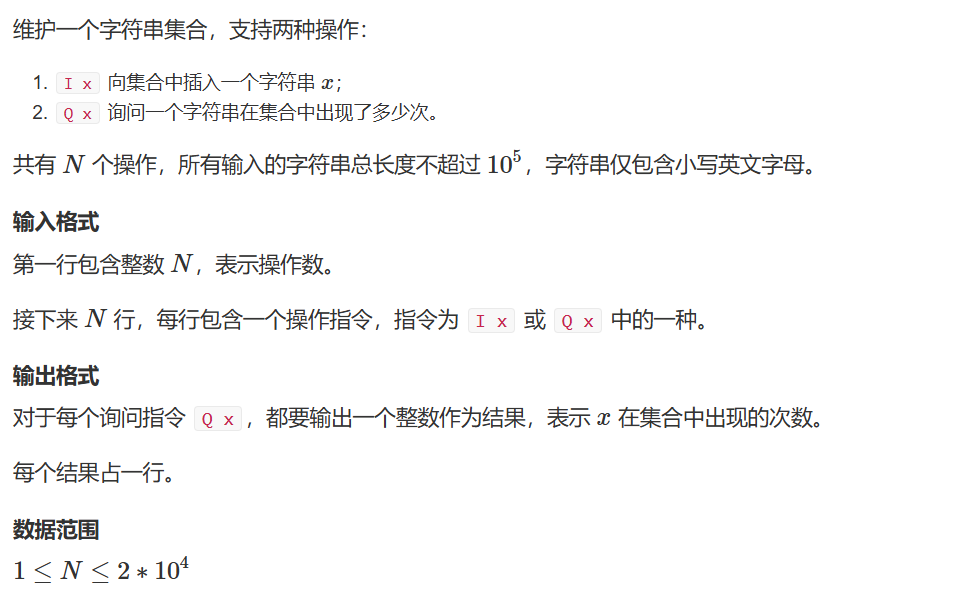 维护一个字符串集合，支持两种操作：
1. I x 向集合中插入一个字符串 x；
2. Q x 询问一个字符串在集合中出现了多少次。
共有 N 个操作，所有输入的字符串总长度不超过 10⁵，字符串仅包含小写英文字母。
输入格式
第一行包含整数 N，表示操作数。
接下来 N 行，每行包含一个操作指令，指令为 I x 或 Q x 中的一种。
输出格式
对于每个询问指令 Q x，都要输出一个整数作为结果，表示 x 在集合中出现的次数。
每个结果占一行。
数据范围
1 ≤ N ≤ 2 * 10⁴